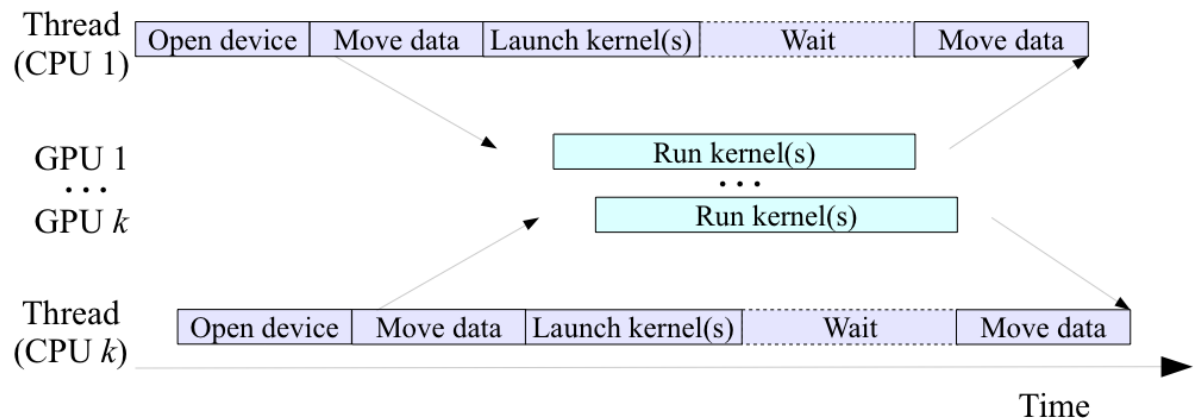 Thread
(CPU 1)
Open device Move data Launch kernel(s) Wait Move data
GPU 1
Run kernel(s)
... ...
GPU k
Run kernel(s)
Thread
(CPU k)
Open device Move data Launch kernel(s) Wait Move data
Time